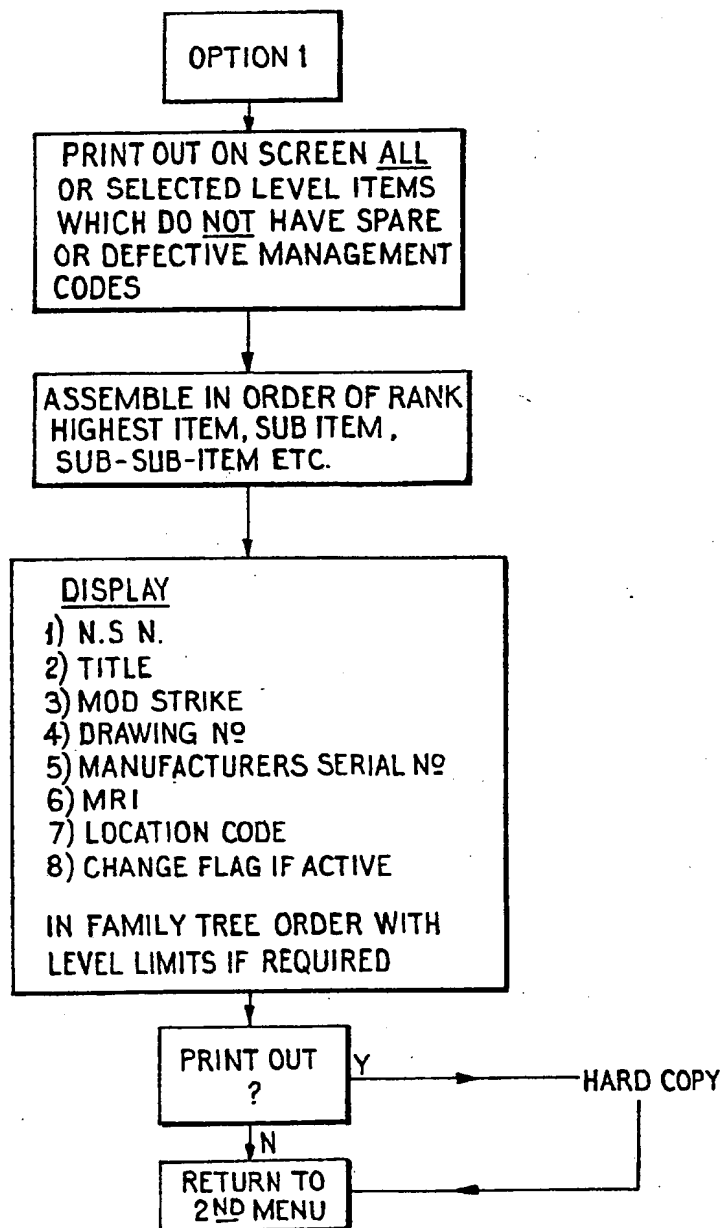 OPTION 1
PRINT OUT ON SCREEN ALL
OR SELECTED LEVEL ITEMS
WHICH DO NOT HAVE SPARE
OR DEFECTIVE MANAGEMENT
CODES
ASSEMBLE IN ORDER OF RANK
HIGHEST ITEM, SUB ITEM,
SUB-SUB-ITEM ETC.
DISPLAY
1) N.S N.
2) TITLE
3) MOD STRIKE
4) DRAWING Nº
5) MANUFACTURERS SERIAL Nº
6) MRI
7) LOCATION CODE
8) CHANGE FLAG IF ACTIVE
IN FAMILY TREE ORDER WITH
LEVEL LIMITS IF REQUIRED
PRINT OUT
?
Y
HARD COPY
N
RETURN TO
2ND MENU